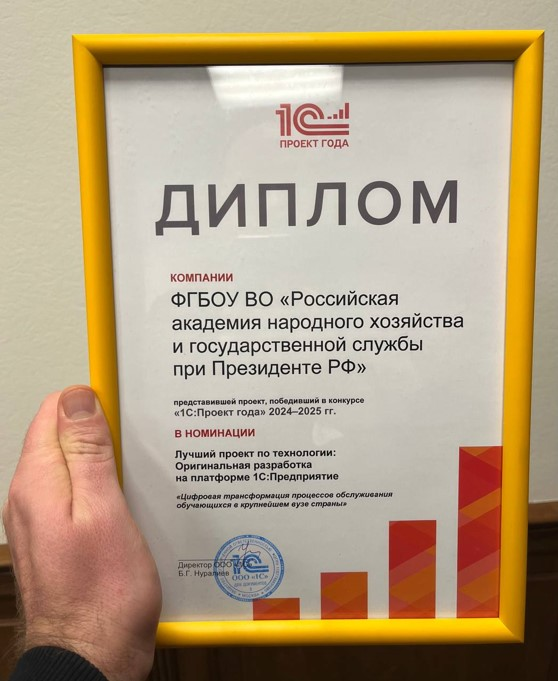 1С
ПРОЕКТ ГОДА
ДИПЛОМ
КОМПАНИИ
ФГБОУ ВО «Российская
академия народного хозяйства
и государственной службы
при Президенте РФ»
представившей проект, победивший в конкурсе
«1С:Проект года» 2024–2025 гг.
В НОМИНАЦИИ
Лучший проект по технологии:
Оригинальная разработка
на платформе 1С:Предприятие
«Цифровая трансформация процессов обслуживания
обучающихся в крупнейшем вузе страны»
Директор ООО «1С»
Б.Г. Нуралиев
1С
ООО «1С»